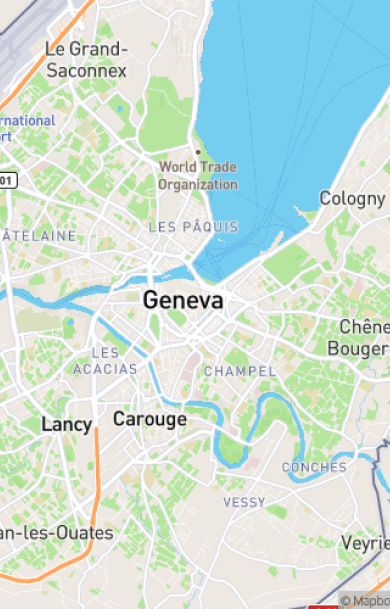 Le Grand-
Saconnex
ernational
ort
World Trade
Organization
01
Cologny
LES PÂQUIS
ÂTELAINE
Geneva
Chêne
Bouger
LES
ACACIAS
CHAMPEL
Lancy
Carouge
CONCHES
VESSY
an-les-Ouates
Veyrie
© Mapbo